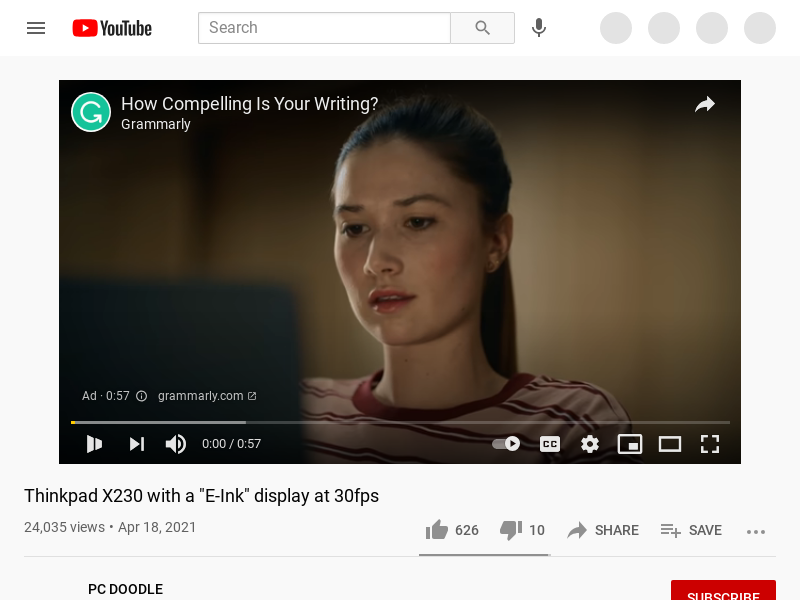 YouTube
Search
How Compelling Is Your Writing?
Grammarly
Ad · 0:57 grammarly.com
0:00 / 0:57
CC
Thinkpad X230 with a "E-Ink" display at 30fps
24,035 views • Apr 18, 2021
626 10 SHARE SAVE
PC DOODLE
SUBSCRIBE